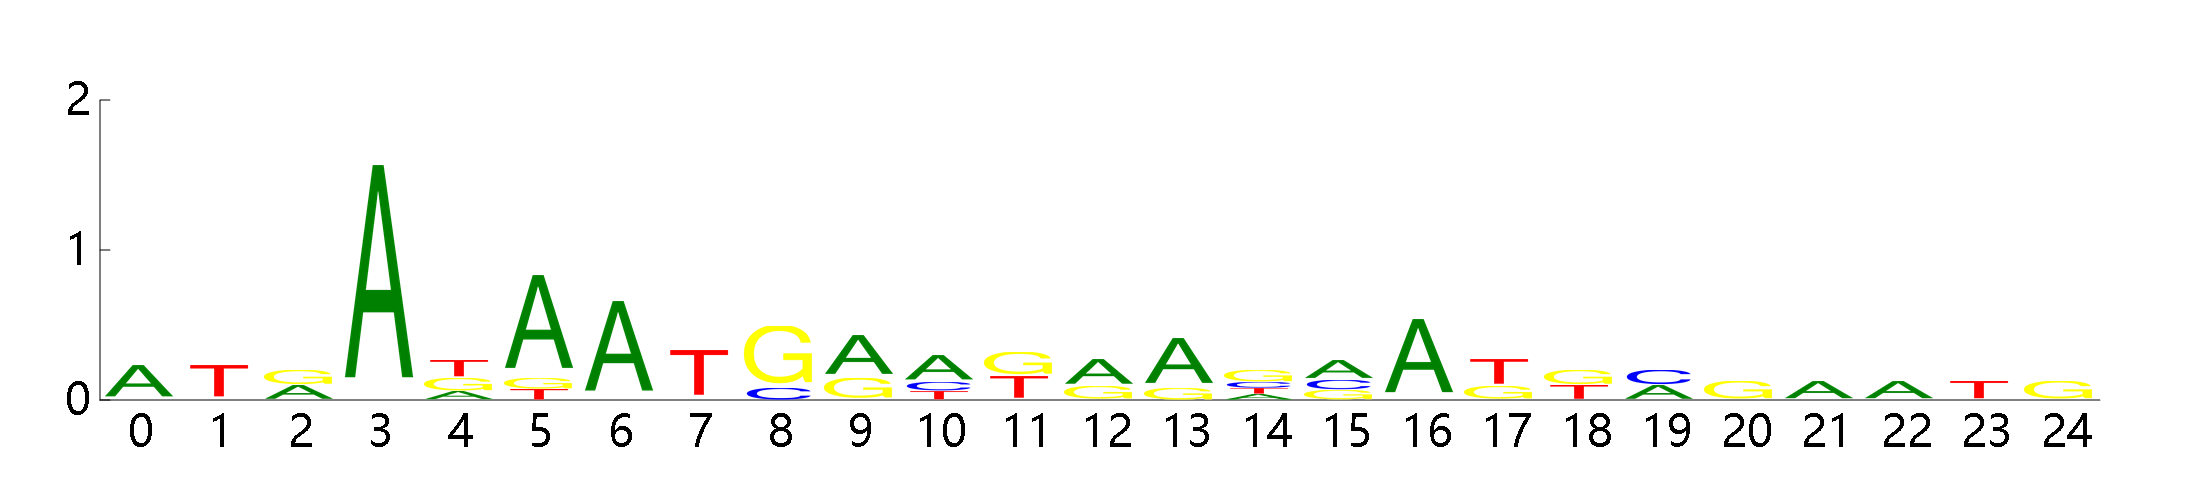 2
1
0
A T G A T A A T G A A G A A G A A T G C G A A T G
A G G C G C T G G C C G T A
A T T A
0 1 2 3 4 5 6 7 8 9 10 11 12 13 14 15 16 17 18 19 20 21 22 23 24